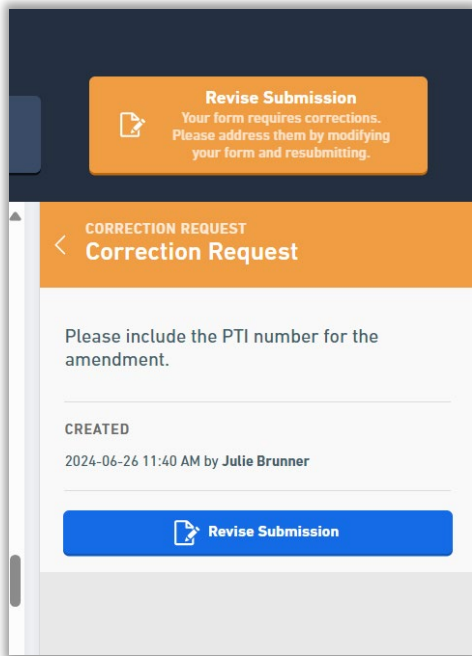 Revise Submission
Your form requires corrections.
Please address them by modifying
your form and resubmitting.
CORRECTION REQUEST
Correction Request
Please include the PTI number for the
amendment.
CREATED
2024-06-26 11:40 AM by Julie Brunner
Revise Submission